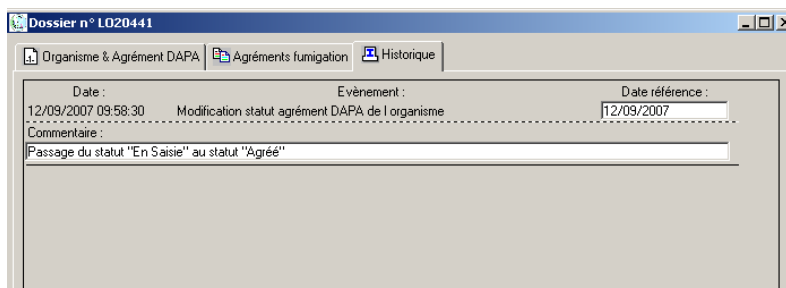 Dossier n° LO20441
Organisme & Agrément DAPA Agréments fumigation Historique
Date : Evènement : Date référence :
12/09/2007 09:58:30 Modification statut agrément DAPA de l organisme 12/09/2007
Commentaire :
Passage du statut "En Saisie" au statut "Agréé"